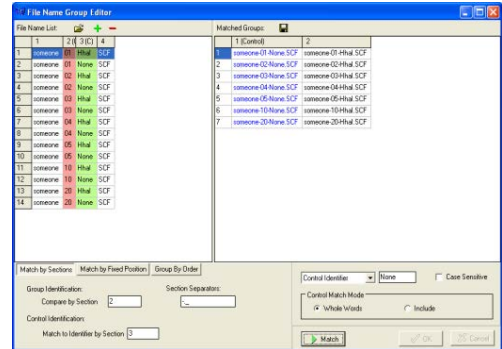 File Name Group Editor
File Name List:
Matched Groups:
1 2 (I 3 (C) 4
1 someone 01 Hhal SCF
2 someone 01 None SCF
3 someone 02 Hhal SCF
4 someone 02 None SCF
5 someone 03 Hhal SCF
6 someone 03 None SCF
7 someone 04 Hhal SCF
8 someone 04 None SCF
9 someone 05 Hhal SCF
10 someone 05 None SCF
11 someone 10 Hhal SCF
12 someone 10 None SCF
13 someone 20 Hhal SCF
14 someone 20 None SCF
1 (Control) 2
1 someone-01-None.SCF someone-01-Hhal.SCF
2 someone-02-None.SCF someone-02-Hhal.SCF
3 someone-03-None.SCF someone-03-Hhal.SCF
4 someone-04-None.SCF someone-04-Hhal.SCF
5 someone-05-None.SCF someone-05-Hhal.SCF
6 someone-10-None.SCF someone-10-Hhal.SCF
7 someone-20-None.SCF someone-20-Hhal.SCF
Match by Sections Match by Fixed Position Group By Order
Group Identification:
Section Separators:
Compare by Section 2
-._
Control Identification:
Match to Identifier by Section 3
Control Identifier None Case Sensitive
Control Match Mode
Whole Words Include
Match OK Cancel